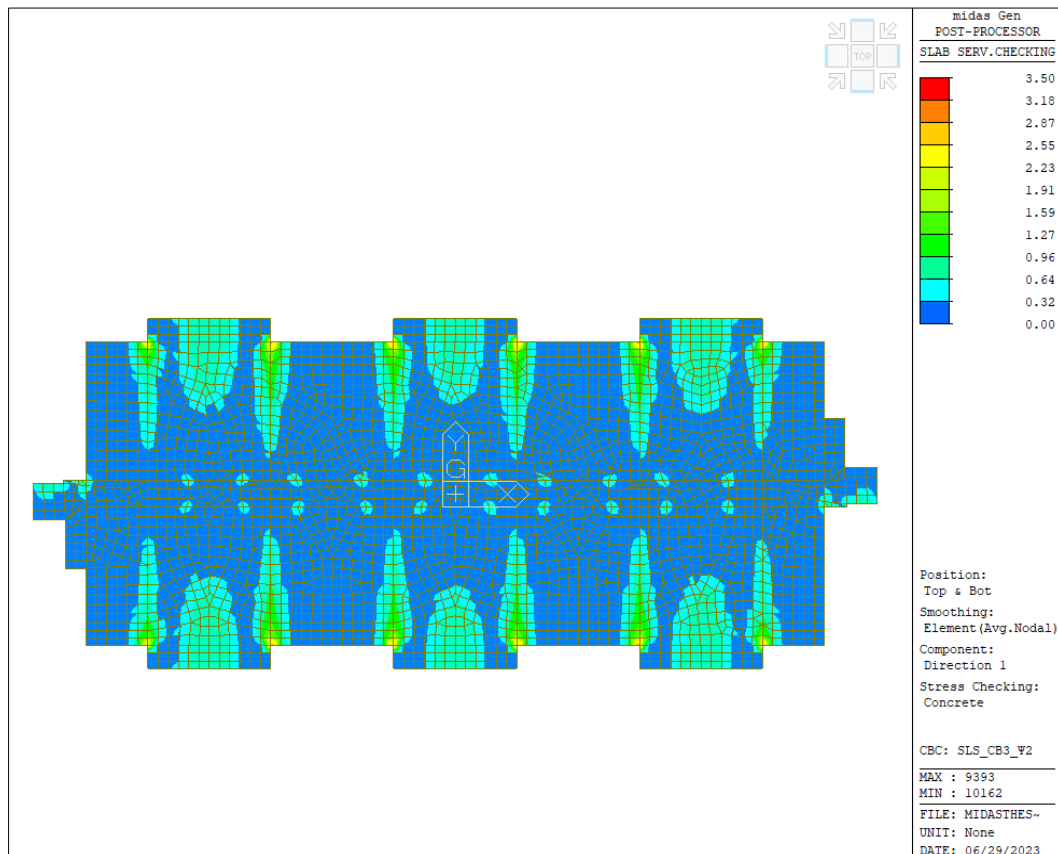 midas Gen
POST-PROCESSOR
SLAB SERV.CHECKING
3.50
3.18
2.87
2.55
2.23
1.91
1.59
1.27
0.96
0.64
0.32
0.00
TOP
Y
G
X
Position:
Top & Bot
Smoothing:
Element(Avg.Nodal)
Component:
Direction 1
Stress Checking:
Concrete
CBC: SLS_CB3_Ψ2
MAX : 9393
MIN : 10162
FILE: MIDASTHES~
UNIT: None
DATE: 06/29/2023